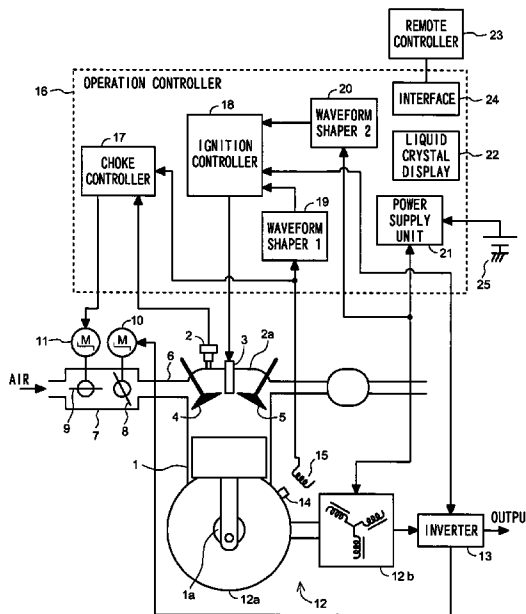 REMOTE
CONTROLLER
23
16
OPERATION CONTROLLER
INTERFACE
24
17
CHOKE
CONTROLLER
18
IGNITION
CONTROLLER
20
WAVEFORM
SHAPER 2
LIQUID
CRYSTAL
DISPLAY
22
19
WAVEFORM
SHAPER 1
POWER
SUPPLY
UNIT
21
25
11
M
10
M
6
2
3
2a
AIR
9
7
8
4
5
1
15
14
1a
12a
12
12b
INVERTER
13
OUTPU